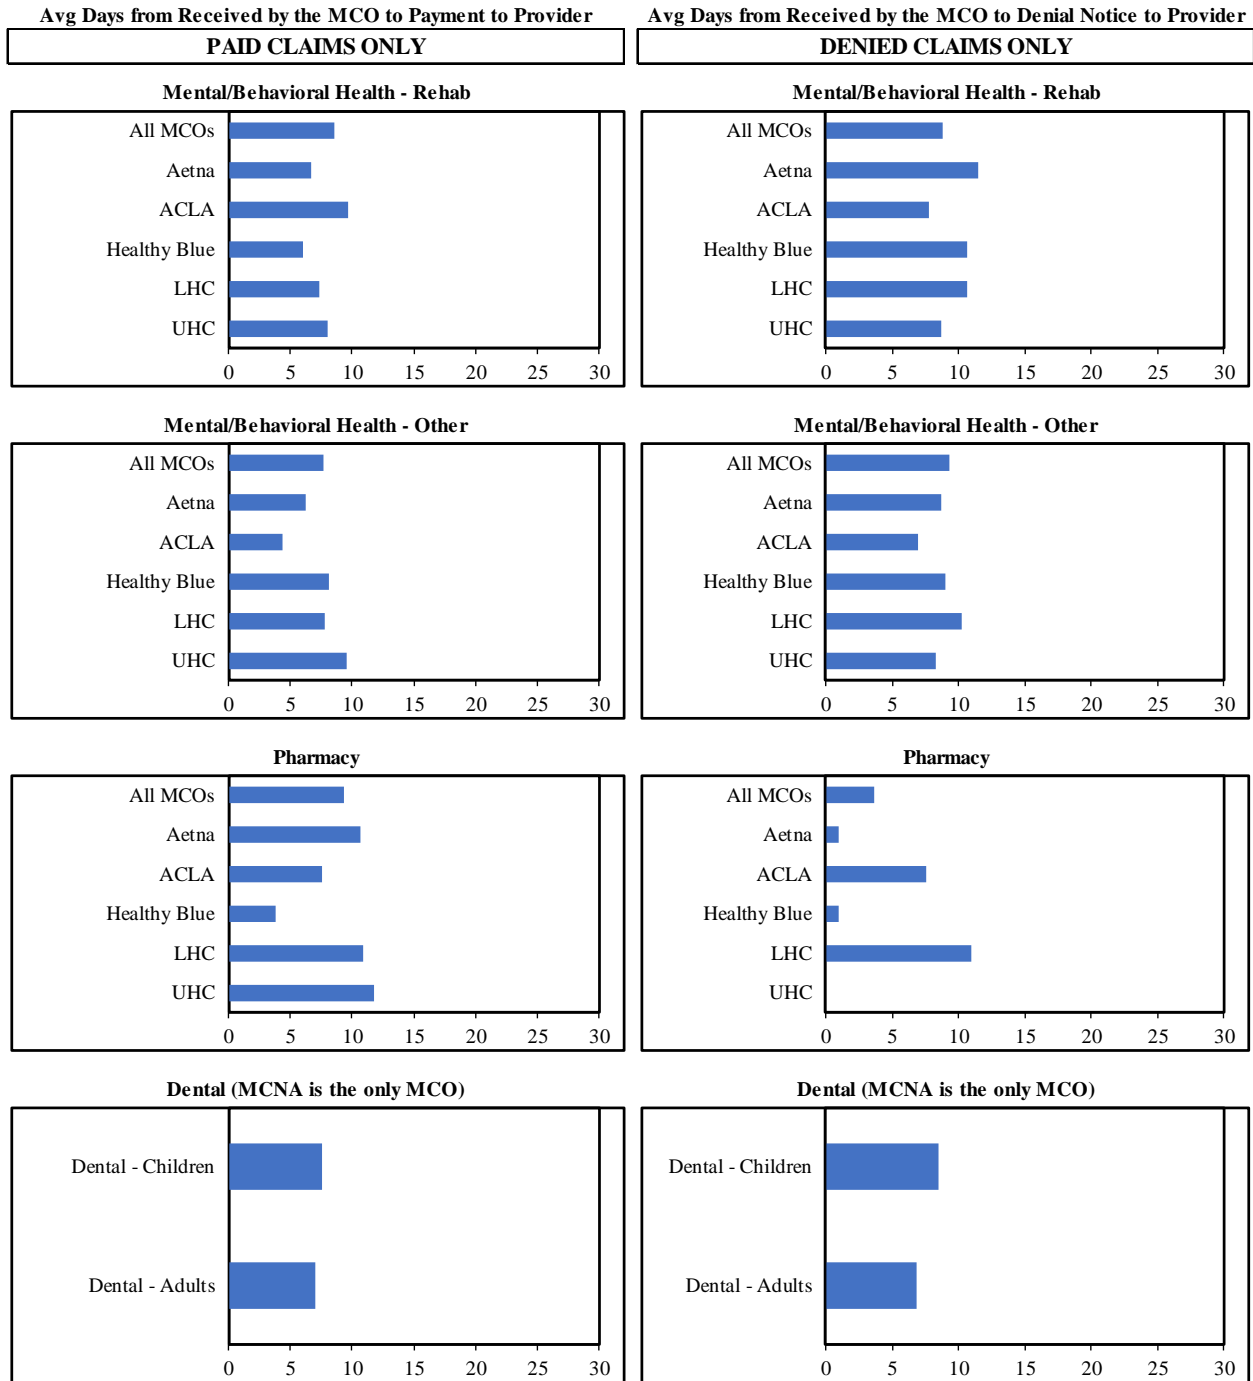 Avg Days from Received by the MCO to Payment to Provider
PAID CLAIMS ONLY
Avg Days from Received by the MCO to Denial Notice to Provider
DENIED CLAIMS ONLY
Mental/Behavioral Health - Rehab
All MCOs
Aetna
ACLA
Healthy Blue
LHC
UHC
0 5 10 15 20 25 30
Mental/Behavioral Health - Rehab
All MCOs
Aetna
ACLA
Healthy Blue
LHC
UHC
0 5 10 15 20 25 30
Mental/Behavioral Health - Other
All MCOs
Aetna
ACLA
Healthy Blue
LHC
UHC
0 5 10 15 20 25 30
Mental/Behavioral Health - Other
All MCOs
Aetna
ACLA
Healthy Blue
LHC
UHC
0 5 10 15 20 25 30
Pharmacy
All MCOs
Aetna
ACLA
Healthy Blue
LHC
UHC
0 5 10 15 20 25 30
Pharmacy
All MCOs
Aetna
ACLA
Healthy Blue
LHC
UHC
0 5 10 15 20 25 30
Dental (MCNA is the only MCO)
Dental - Children
Dental - Adults
0 5 10 15 20 25 30
Dental (MCNA is the only MCO)
Dental - Children
Dental - Adults
0 5 10 15 20 25 30